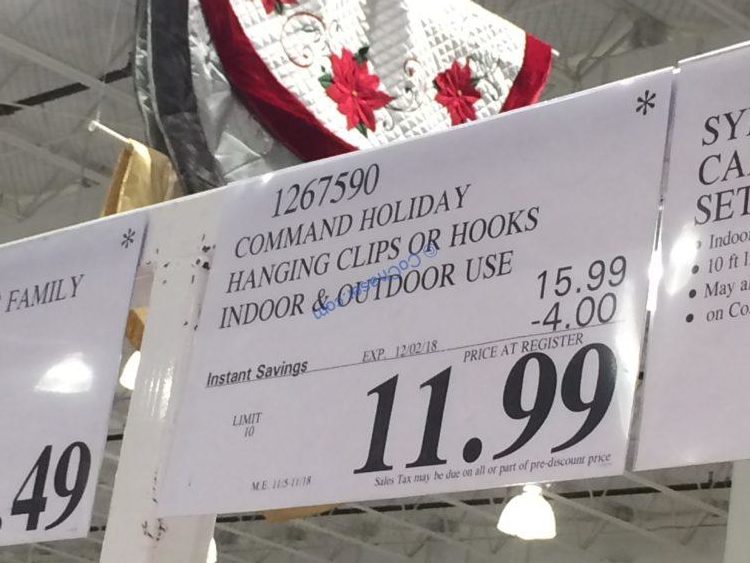 *
FAMILY
.49
*
1267590
COMMAND HOLIDAY
HANGING CLIPS OR HOOKS
INDOOR & OUTDOOR USE
15.99
-4.00
Instant Savings
EXP. 12/02/18
PRICE AT REGISTER
LIMIT
10
11.99
M.E. 11/5-11/18
Sales Tax may be due on all or part of pre-discount price
SY
CA
SET
• Indoo
• 10 ft
• May a
• on Co